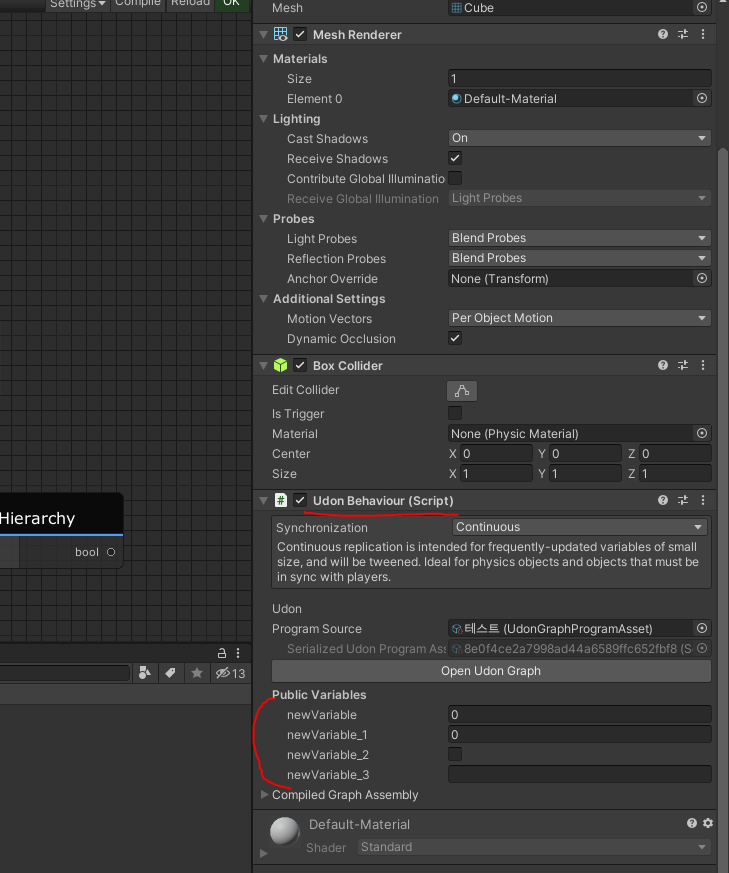 Settings Compile Reload OK
Mesh Cube
Mesh Renderer
Materials
Size 1
Element 0 Default-Material
Lighting
Cast Shadows On
Receive Shadows
Contribute Global Illuminatio
Receive Global Illumination Light Probes
Probes
Light Probes Blend Probes
Reflection Probes Blend Probes
Anchor Override None (Transform)
Additional Settings
Motion Vectors Per Object Motion
Dynamic Occlusion
Box Collider
Edit Collider
Is Trigger
Material None (Physic Material)
Center X 0 Y 0 Z 0
Size X 1 Y 1 Z 1
Hierarchy
bool
# Udon Behaviour (Script)
Synchronization Continuous
Continuous replication is intended for frequently-updated variables of small
size, and will be tweened. Ideal for physics objects and objects that must be
in sync with players.
Udon
Program Source 테스트 (UdonGraphProgramAsset)
Serialized Udon Program Ass 8e0f4ce2a7998ad44a6589ffc652fbf8 (S
13
Open Udon Graph
Public Variables
newVariable 0
newVariable_1 0
newVariable_2
newVariable_3
Compiled Graph Assembly
Default-Material
Shader Standard